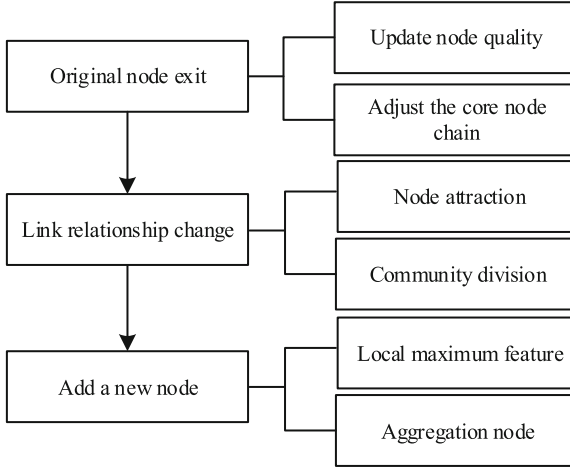 Update node quality
Original node exit
Adjust the core node
chain
Node attraction
Link relationship change
Community division
Local maximum feature
Add a new node
Aggregation node